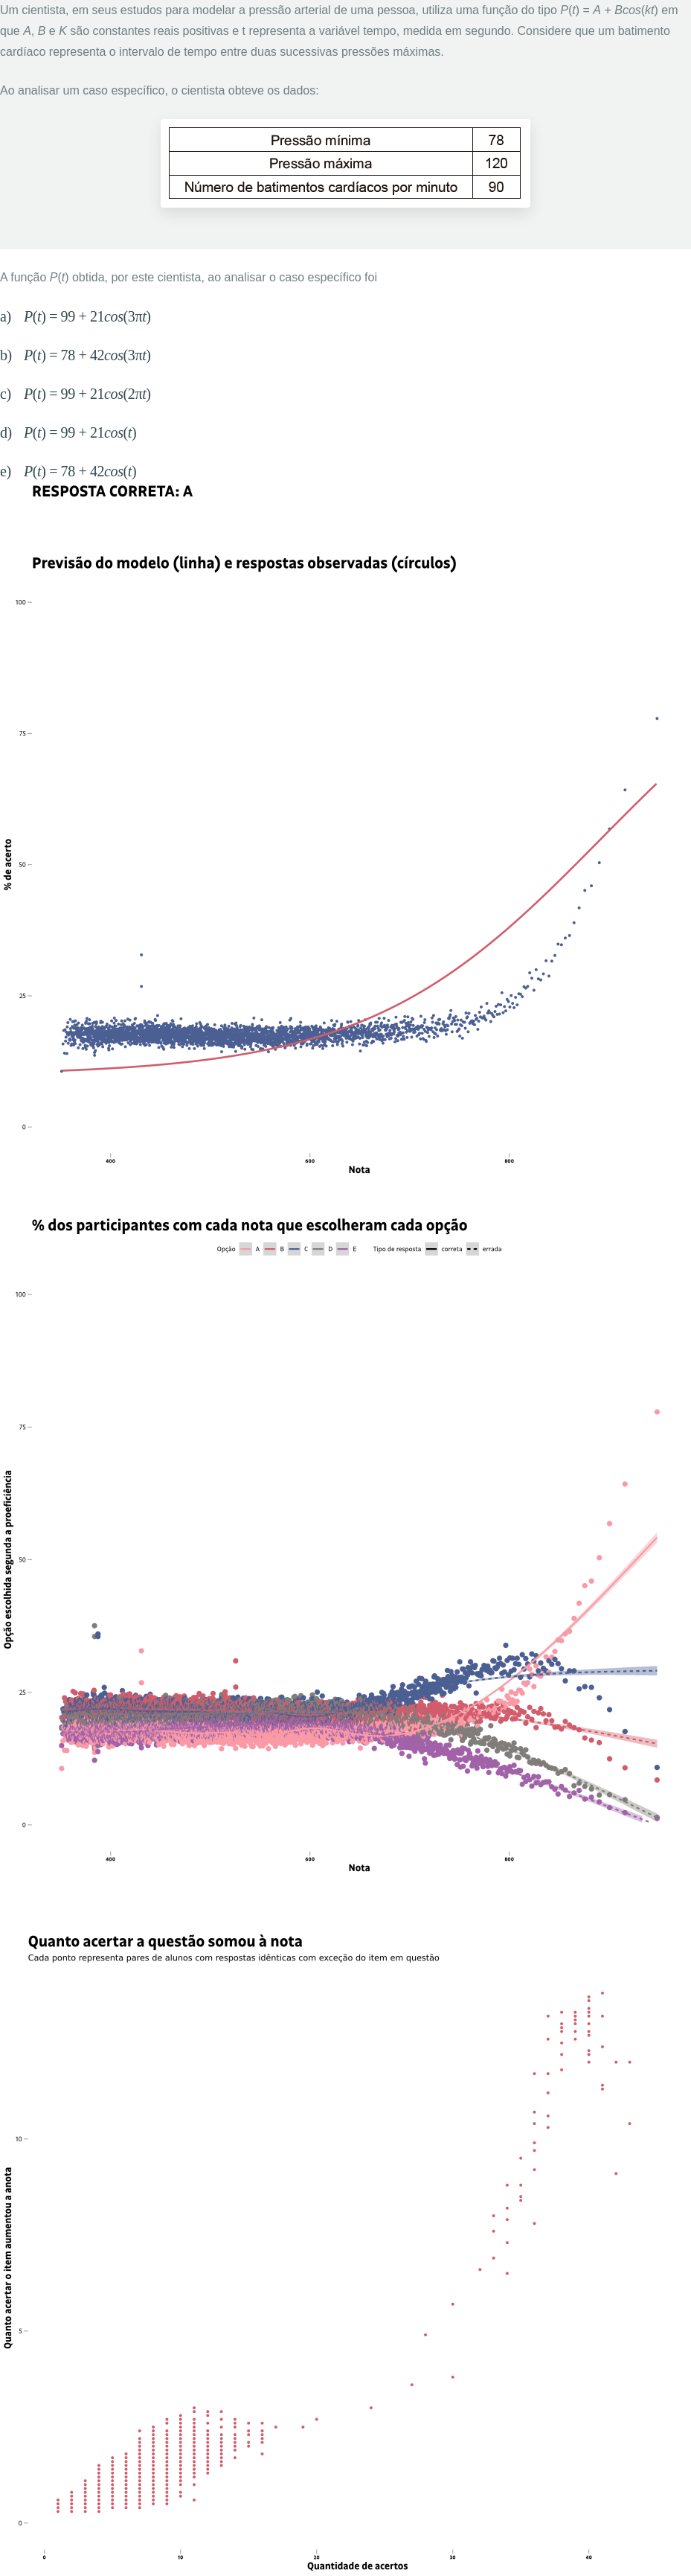 Um cientista, em seus estudos para modelar a pressão arterial de uma pessoa, utiliza uma função do tipo P(t) = A + Bcos(kt) em
que A, B e K são constantes reais positivas e t representa a variável tempo, medida em segundo. Considere que um batimento
cardíaco representa o intervalo de tempo entre duas sucessivas pressões máximas.
Ao analisar um caso específico, o cientista obteve os dados:
Pressão mínima 78
Pressão máxima 120
Número de batimentos cardíacos por minuto 90
A função P(t) obtida, por este cientista, ao analisar o caso específico foi
a) P(t) = 99 + 21cos(3πt)
b) P(t) = 78 + 42cos(3πt)
c) P(t) = 99 + 21cos(2πt)
d) P(t) = 99 + 21cos(t)
e) P(t) = 78 + 42cos(t)
RESPOSTA CORRETA: A
Previsão do modelo (linha) e respostas observadas (círculos)
100
75
50
25
0
% de acerto
400 600 800
Nota
% dos participantes com cada nota que escolheram cada opção
Opção A B C D E Tipo de resposta correta errada
100
75
50
25
0
Opção escolhida segunda a proeficiência
400 600 800
Nota
Quanto acertar a questão somou à nota
Cada ponto representa pares de alunos com respostas idênticas com exceção do item em questão
10
5
0
Quanto acertar o item aumentou a anota
0 10 20 30 40
Quantidade de acertos